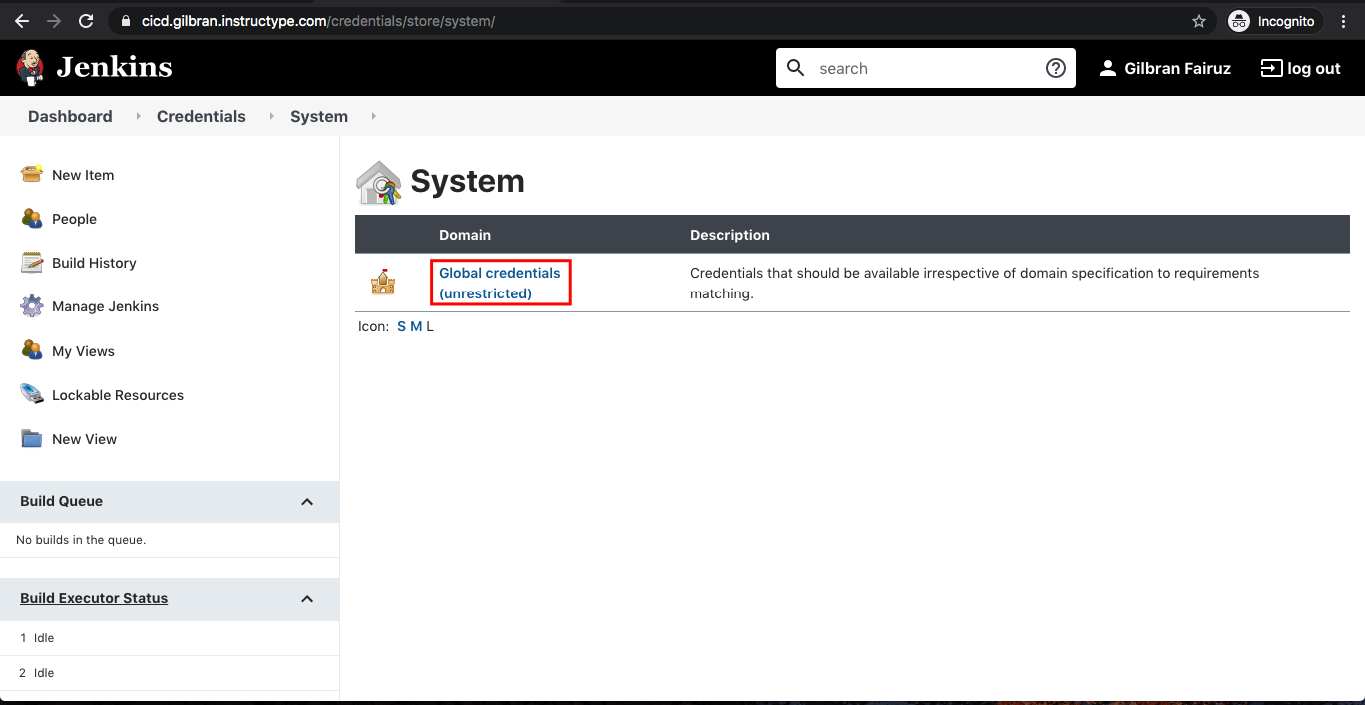 cicd.gilbran.instructype.com/credentials/store/system/
Incognito
Jenkins
search
Gilbran Fairuz
log out
Dashboard
Credentials
System
New Item
People
Build History
Manage Jenkins
My Views
Lockable Resources
New View
Build Queue
No builds in the queue.
Build Executor Status
1 Idle
2 Idle
System
Domain Description
Global credentials
(unrestricted)
Credentials that should be available irrespective of domain specification to requirements
matching.
Icon: S M L